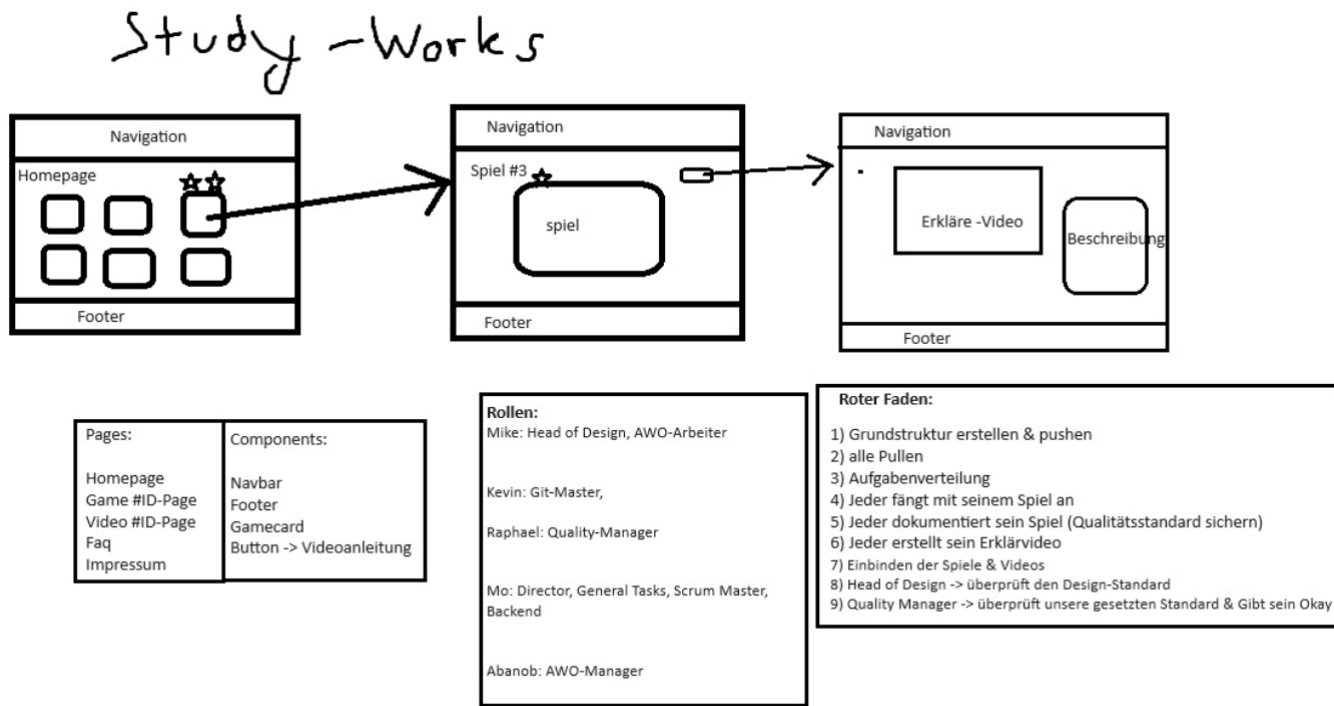 Study-Works
Navigation
Homepage
Footer
Navigation
Spiel #3
spiel
Footer
Navigation
Erkläre -Video
Beschreibung
Footer
Pages:
Homepage
Game #ID-Page
Video #ID-Page
Faq
Impressum
Components:
Navbar
Footer
Gamecard
Button -> Videoanleitung
Rollen:
Mike: Head of Design, AWO-Arbeiter
Kevin: Git-Master,
Raphael: Quality-Manager
Mo: Director, General Tasks, Scrum Master,
Backend
Abanob: AWO-Manager
Roter Faden:
1) Grundstruktur erstellen & pushen
2) alle Pullen
3) Aufgabenverteilung
4) Jeder fängt mit seinem Spiel an
5) Jeder dokumentiert sein Spiel (Qualitätsstandard sichern)
6) Jeder erstellt sein Erklärvideo
7) Einbinden der Spiele & Videos
8) Head of Design -> überprüft den Design-Standard
9) Quality Manager -> überprüft unsere gesetzten Standard & Gibt sein Okay